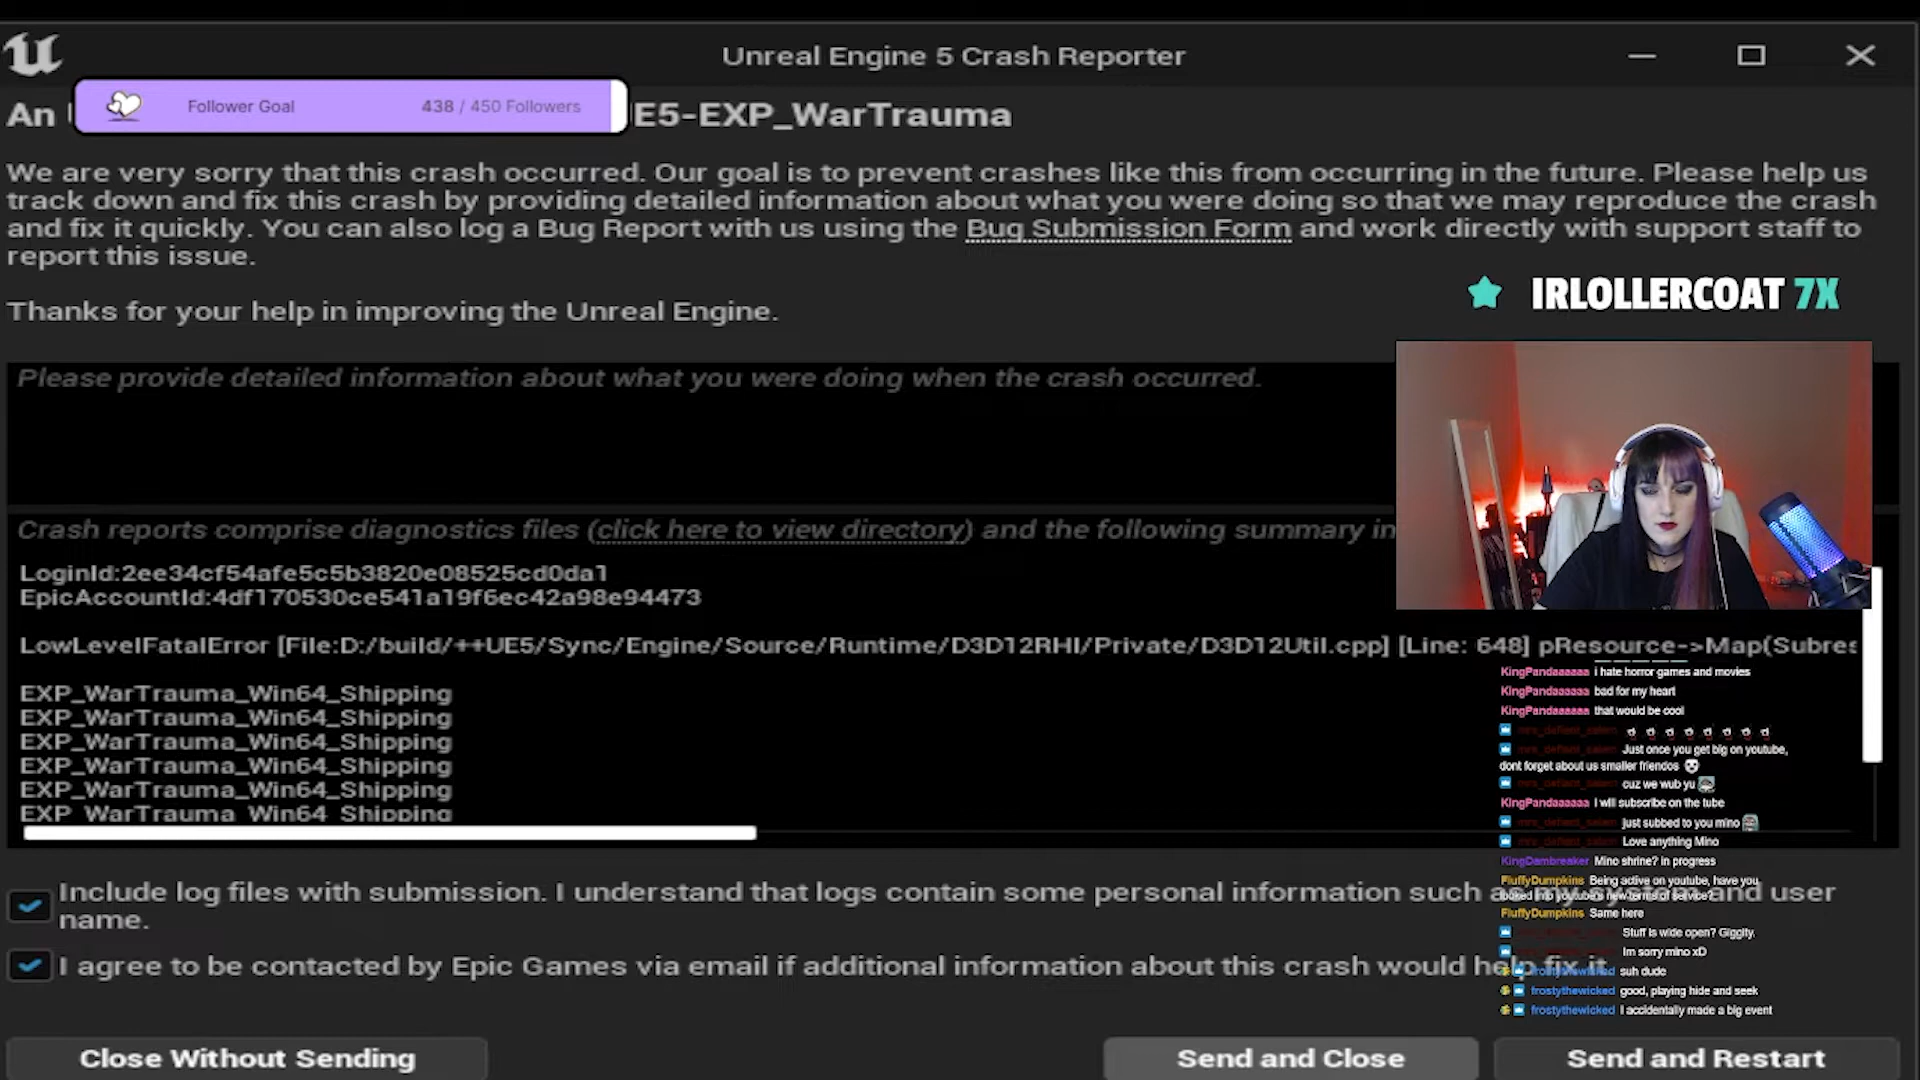 Unreal Engine 5 Crash Reporter
An
Follower Goal 438 / 450 Followers
E5-EXP_WarTrauma
We are very sorry that this crash occurred. Our goal is to prevent crashes like this from occurring in the future. Please help us
track down and fix this crash by providing detailed information about what you were doing so that we may reproduce the crash
and fix it quickly. You can also log a Bug Report with us using the Bug Submission Form and work directly with support staff to
report this issue.
IRLOLLERCOAT 7X
Thanks for your help in improving the Unreal Engine.
Please provide detailed information about what you were doing when the crash occurred.
Crash reports comprise diagnostics files (click here to view directory) and the following summary in
LoginId:2ee34cf54afe5c5b3820e08525cd0da1
EpicAccountId:4df170530ce541a19f6ec42a98e94473
LowLevelFatalError [File:D:/build/++UE5/Sync/Engine/Source/Runtime/D3D12RHI/Private/D3D12Util.cpp] [Line: 648] pResource->Map(Subres
EXP_WarTrauma_Win64_Shipping
EXP_WarTrauma_Win64_Shipping
EXP_WarTrauma_Win64_Shipping
EXP_WarTrauma_Win64_Shipping
EXP_WarTrauma_Win64_Shipping
EXP_WarTrauma_Win64_Shipping
KingPandaaaaaa i hate horror games and movies
KingPandaaaaaa bad for my heart
KingPandaaaaaa that would be cool
Just once you get big on youtube,
dont forget about us smaller friendos
cuz we wub yu
KingPandaaaaaa I will subscribe on the tube
just subbed to you mino
Love anything Mino
KingDambreaker Mino shrine? in progress
FluffyDumpkins Being active on youtube, have you
looked into youtube's new terms of service?
FluffyDumpkins Same here
Stuff is wide open? Giggity.
Im sorry mino xD
frostythewicked suh dude
frostythewicked good, playing hide and seek
frostythewicked I accidentally made a big event
Include log files with submission. I understand that logs contain some personal information such as my system and user
name.
I agree to be contacted by Epic Games via email if additional information about this crash would help fix it.
Close Without Sending
Send and Close
Send and Restart